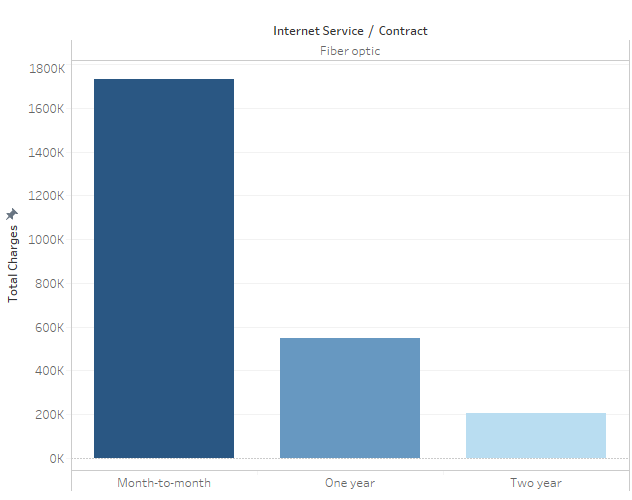 Internet Service / Contract
Fiber optic
1800K
1600K
1400K
1200K
1000K
800K
600K
400K
200K
0K
Total Charges
Month-to-month
One year
Two year